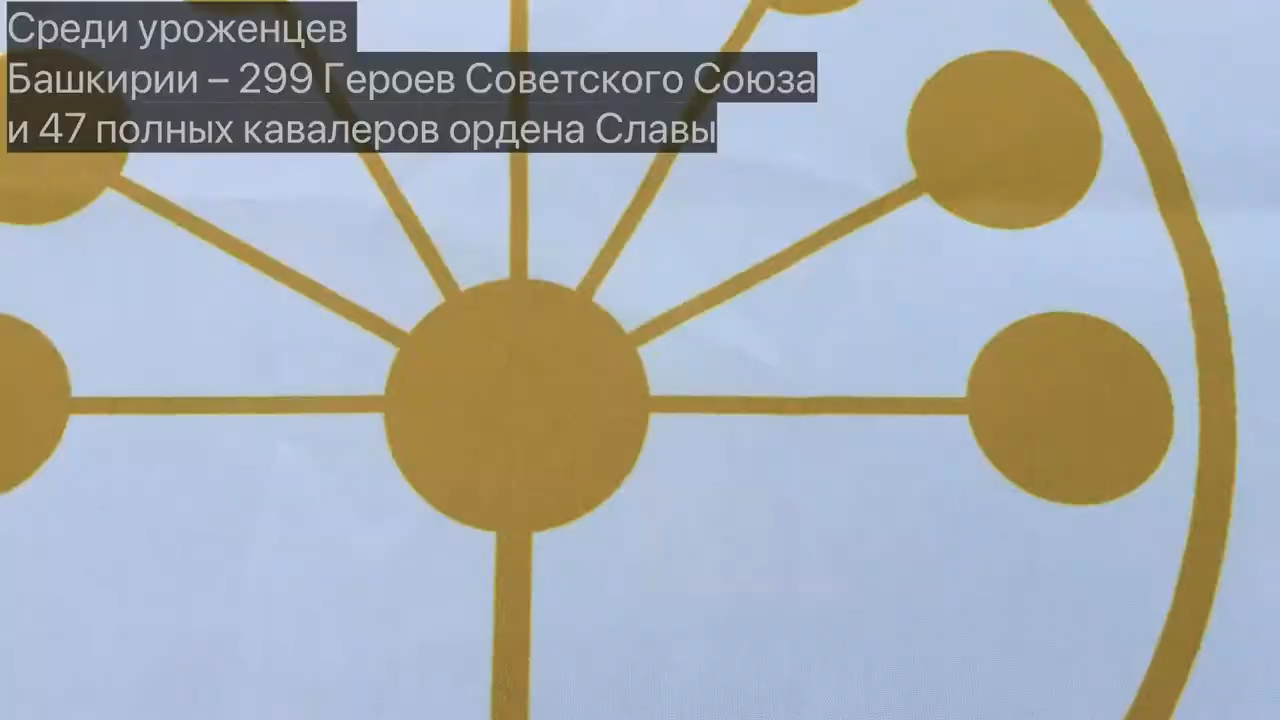 Среди уроженцев
Башкирии – 299 Героев Советского Союза
и 47 полных кавалеров ордена Славы